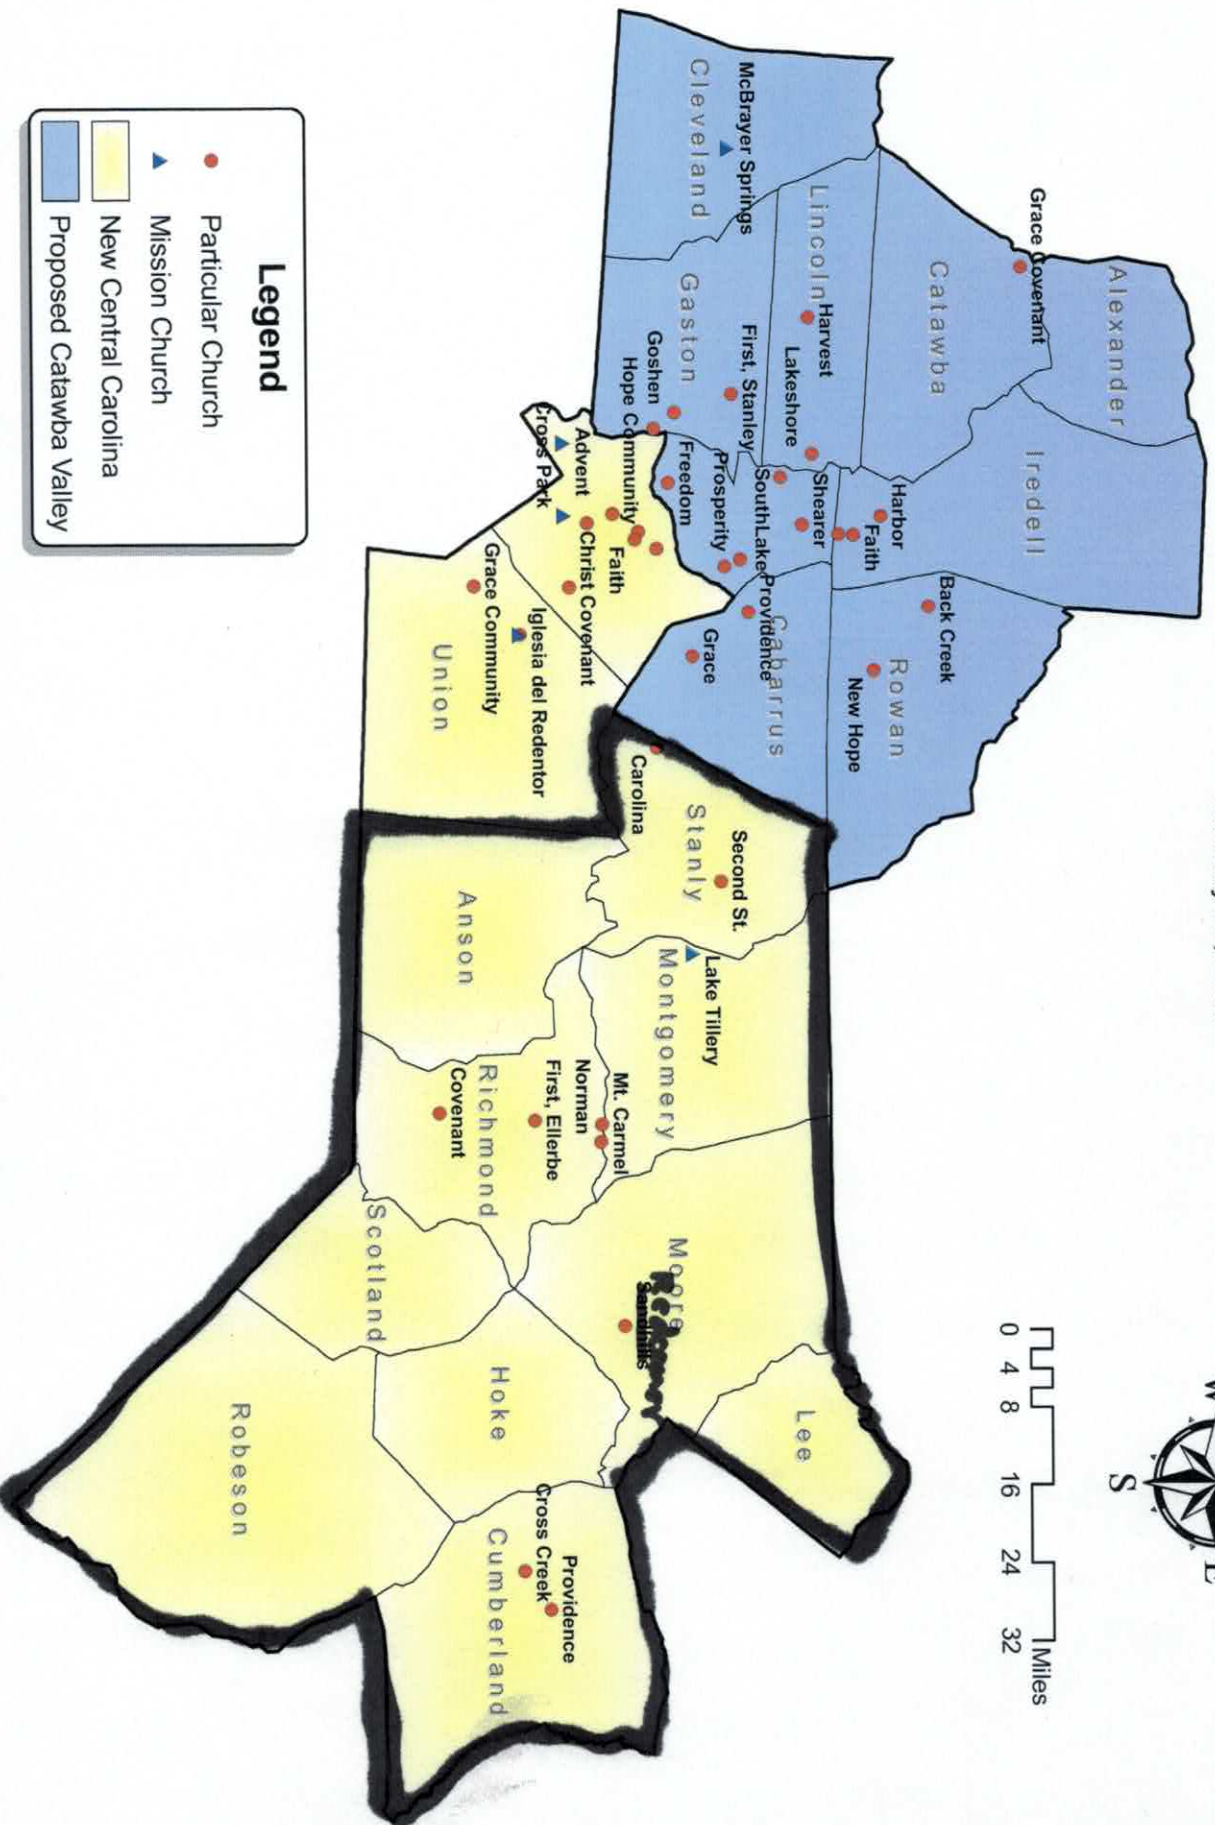 W
E
S
0 4 8 16 24 32
Miles
Alexander
Iredell
Grace Covenant
Catawba
Lincoln
Harvest
Lakeshore
McBrayer Springs
Cleveland
Gaston
First, Stanley
Goshen
Hope Community
Freedom
Prosperity
SouthLake
Shearer
Harbor
Faith
Back Creek
Rowan
New Hope
Providence
Cabarrus
Grace
Cross Park
Advent
Faith
Christ Covenant
Iglesia del Redentor
Grace Community
Union
Carolina
Stanly
Second St.
Lake Tillery
Montgomery
Anson
Mt. Carmel
Norman
First, Ellerbe
Richmond
Covenant
Moore
Redeemer
Sandhills
Lee
Scotland
Hoke
Robeson
Cross Creek
Providence
Cumberland
Legend
Particular Church
Mission Church
New Central Carolina
Proposed Catawba Valley